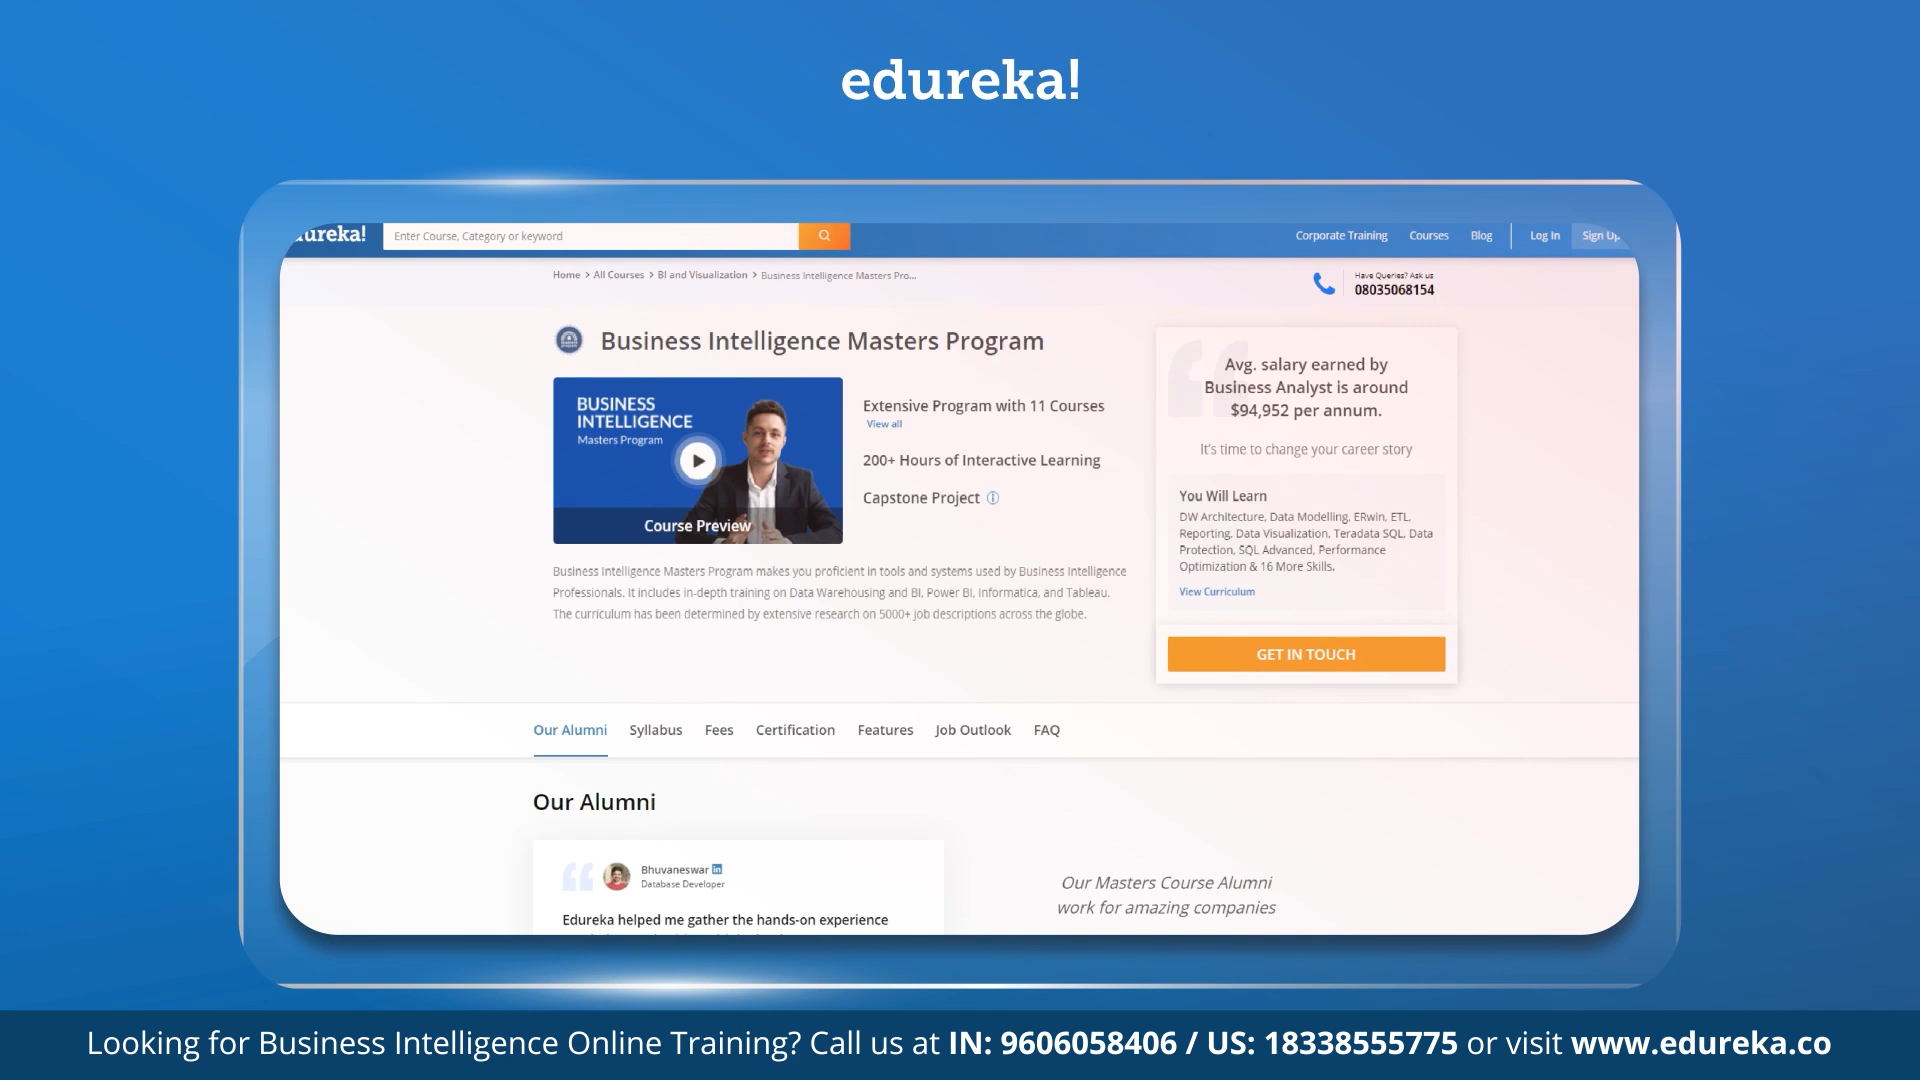 edureka!
edureka!
Enter Course, Category or keyword
Corporate Training
Courses
Blog
Log In
Sign Up
Home > All Courses > BI and Visualization > Business Intelligence Masters Pro...
Have Queries? Ask us
08035068154
Business Intelligence Masters Program
BUSINESS
INTELLIGENCE
Masters Program
Course Preview
Extensive Program with 11 Courses
View all
200+ Hours of Interactive Learning
Capstone Project
Business Intelligence Masters Program makes you proficient in tools and systems used by Business Intelligence
Professionals. It includes in-depth training on Data Warehousing and BI, Power BI, Informatica, and Tableau.
The curriculum has been determined by extensive research on 5000+ job descriptions across the globe.
Avg. salary earned by
Business Analyst is around
$94,952 per annum.
It's time to change your career story
You Will Learn
DW Architecture, Data Modelling, ERwin, ETL,
Reporting, Data Visualization, Teradata SQL, Data
Protection, SQL Advanced, Performance
Optimization & 16 More Skills.
View Curriculum
GET IN TOUCH
Our Alumni
Syllabus
Fees
Certification
Features
Job Outlook
FAQ
Our Alumni
Bhuvaneswar in
Database Developer
Edureka helped me gather the hands-on experience
Our Masters Course Alumni
work for amazing companies
Looking for Business Intelligence Online Training? Call us at IN: 9606058406 / US: 18338555775 or visit www.edureka.co